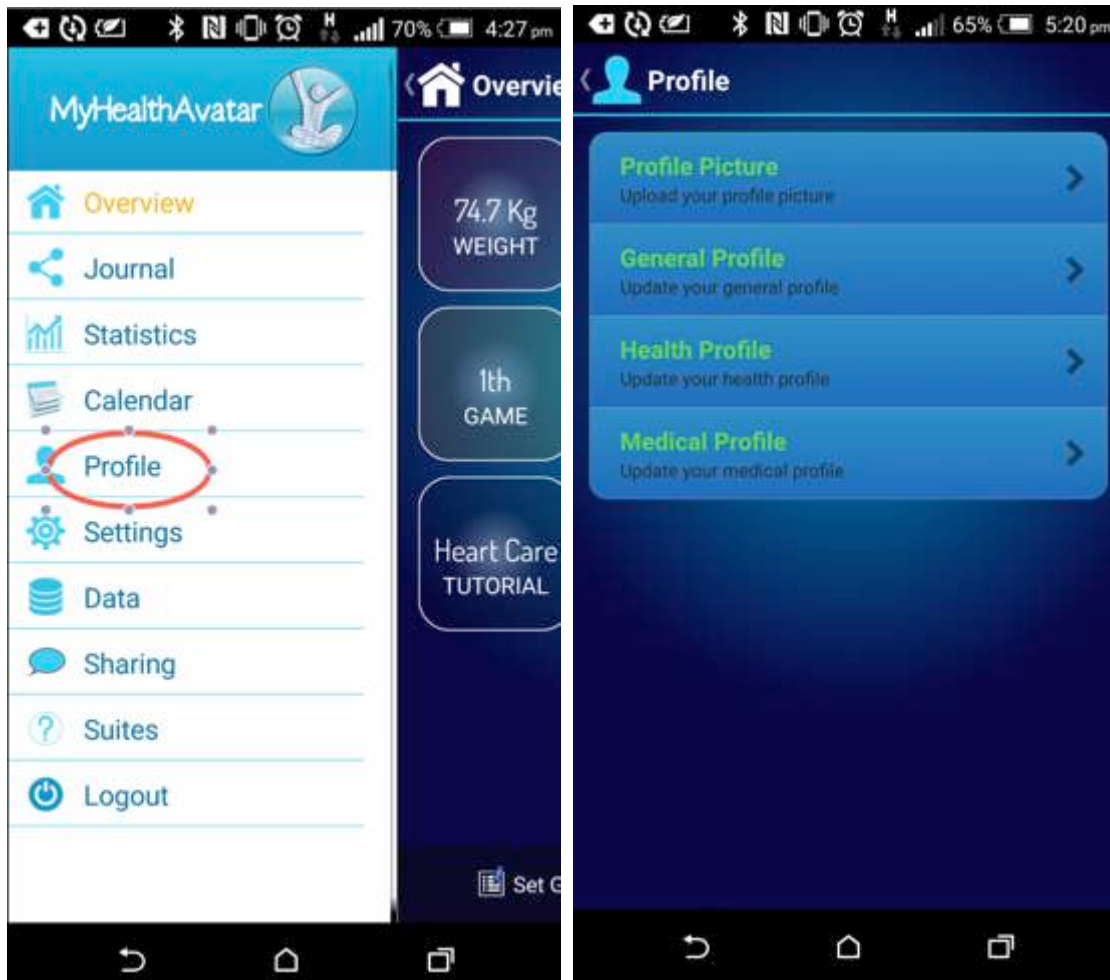 70% 4:27 pm
MyHealthAvatar
Overview
Journal
Statistics
Calendar
Profile
Settings
Data
Sharing
Suites
Logout
Overvie
74.7 Kg
WEIGHT
1th
GAME
Heart Care
TUTORIAL
Set G
H
65% 5:20 pm
Profile
Profile Picture
Upload your profile picture
General Profile
Update your general profile
Health Profile
Update your health profile
Medical Profile
Update your medical profile